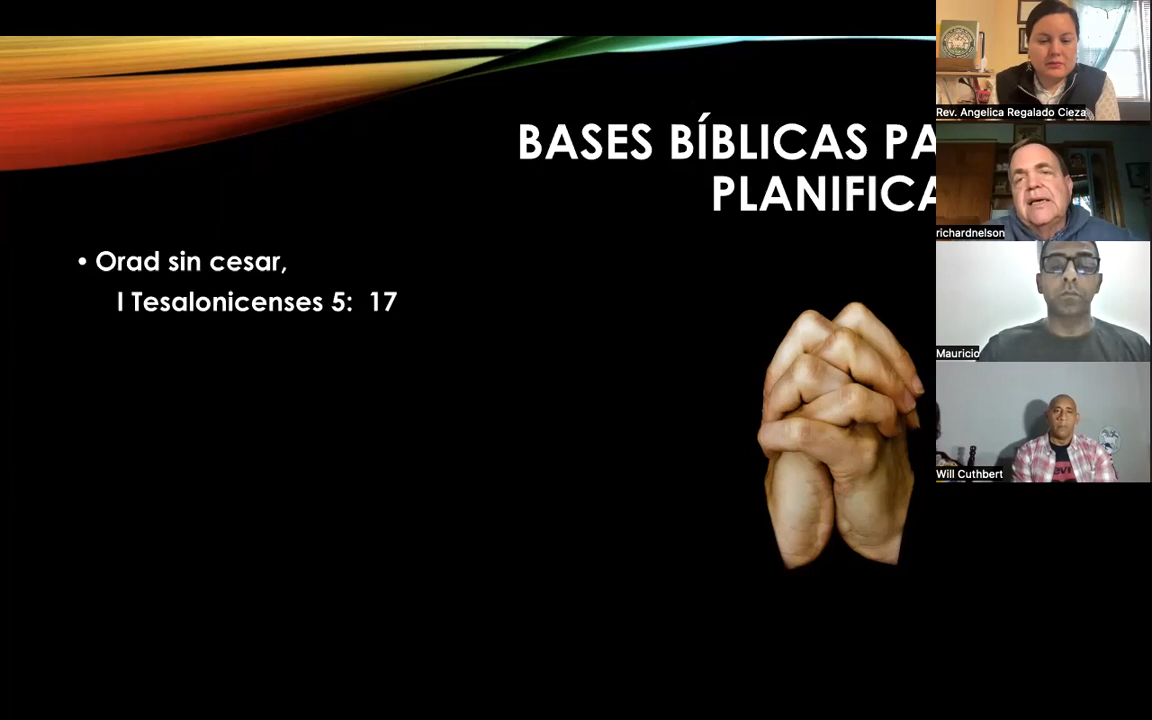 BASES BÍBLICAS PA
PLANIFICA
• Orad sin cesar,
I Tesalonicenses 5: 17
Rev. Angelica Regalado Cieza
richardnelson
Mauricio
Will Cuthbert